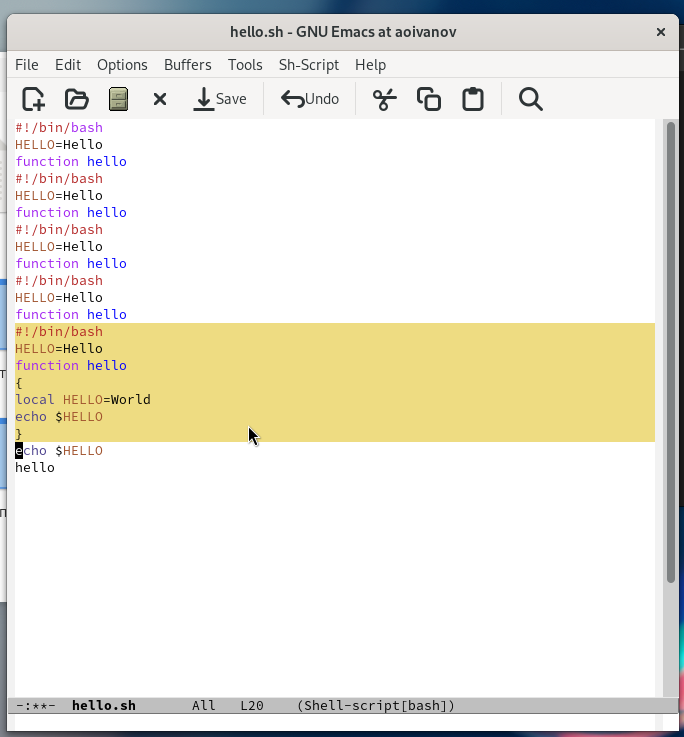 hello.sh - GNU Emacs at aoivanov ×
File Edit Options Buffers Tools Sh-Script Help
Save Undo
#!/bin/bash
HELLO=Hello
function hello
#!/bin/bash
HELLO=Hello
function hello
#!/bin/bash
HELLO=Hello
function hello
#!/bin/bash
HELLO=Hello
function hello
#!/bin/bash
HELLO=Hello
function hello
{
local HELLO=World
echo $HELLO
}
echo $HELLO
hello
-:**- hello.sh All L20 (Shell-script[bash])